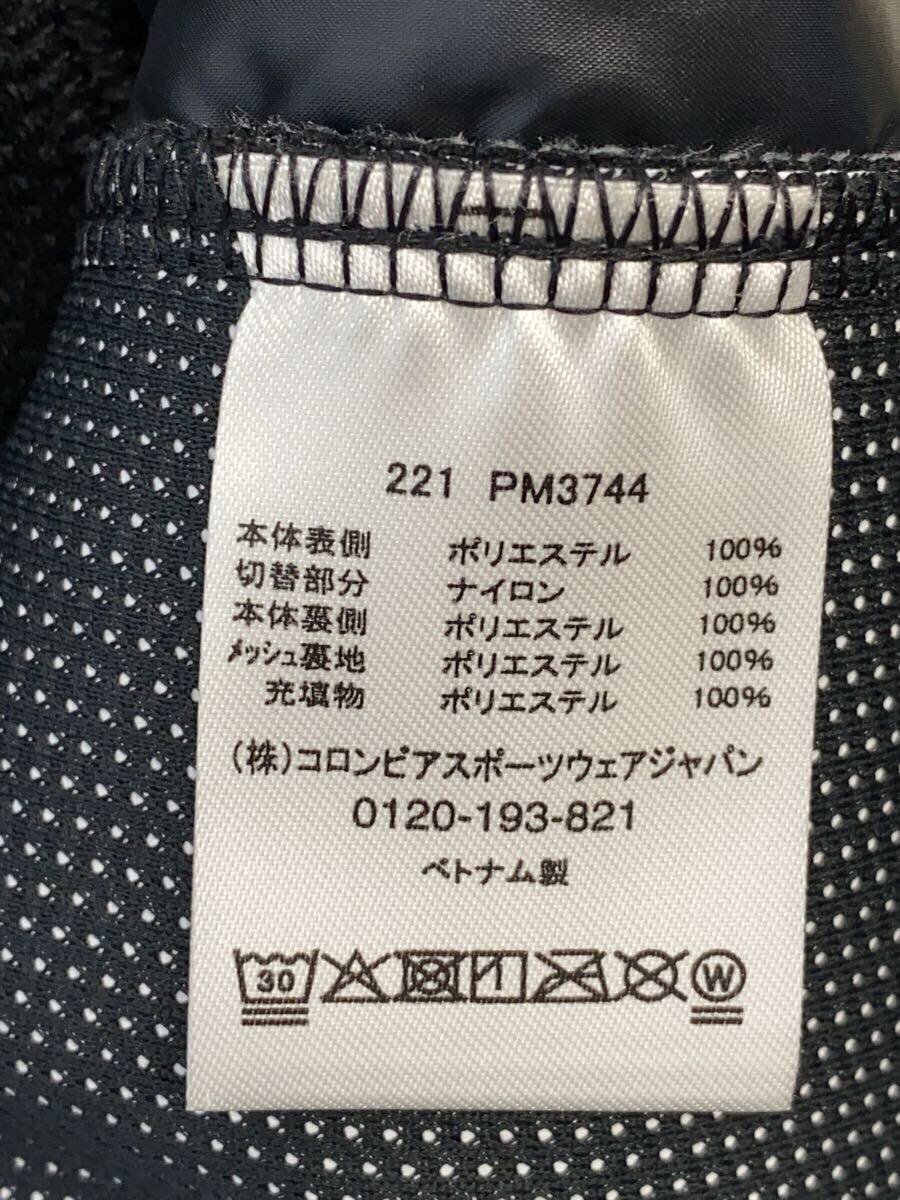 221 PM3744
本体表側 ポリエステル 100%
切替部分 ナイロン 100%
本体裏側 ポリエステル 100%
メッシュ裏地 ポリエステル 100%
充填物 ポリエステル 100%
(株)コロンビアスポーツウェアジャパン
0120-193-821
ベトナム製
30
W